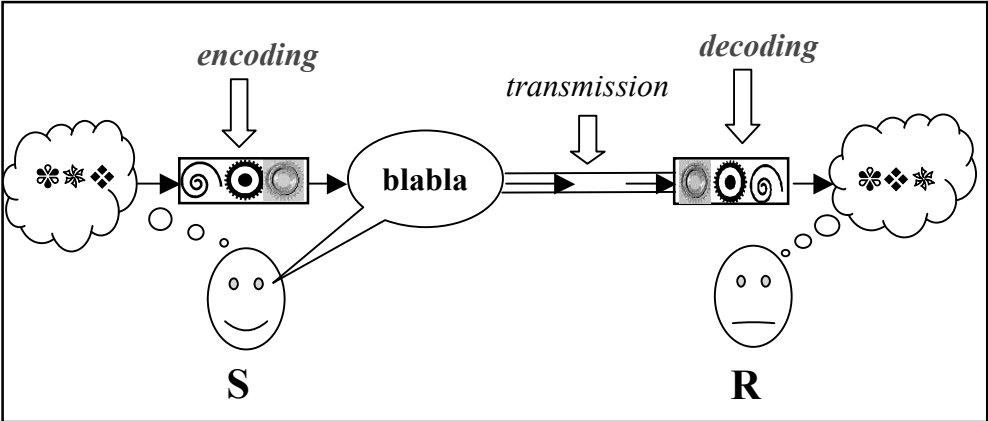 encoding
transmission
decoding
blabla
S
R